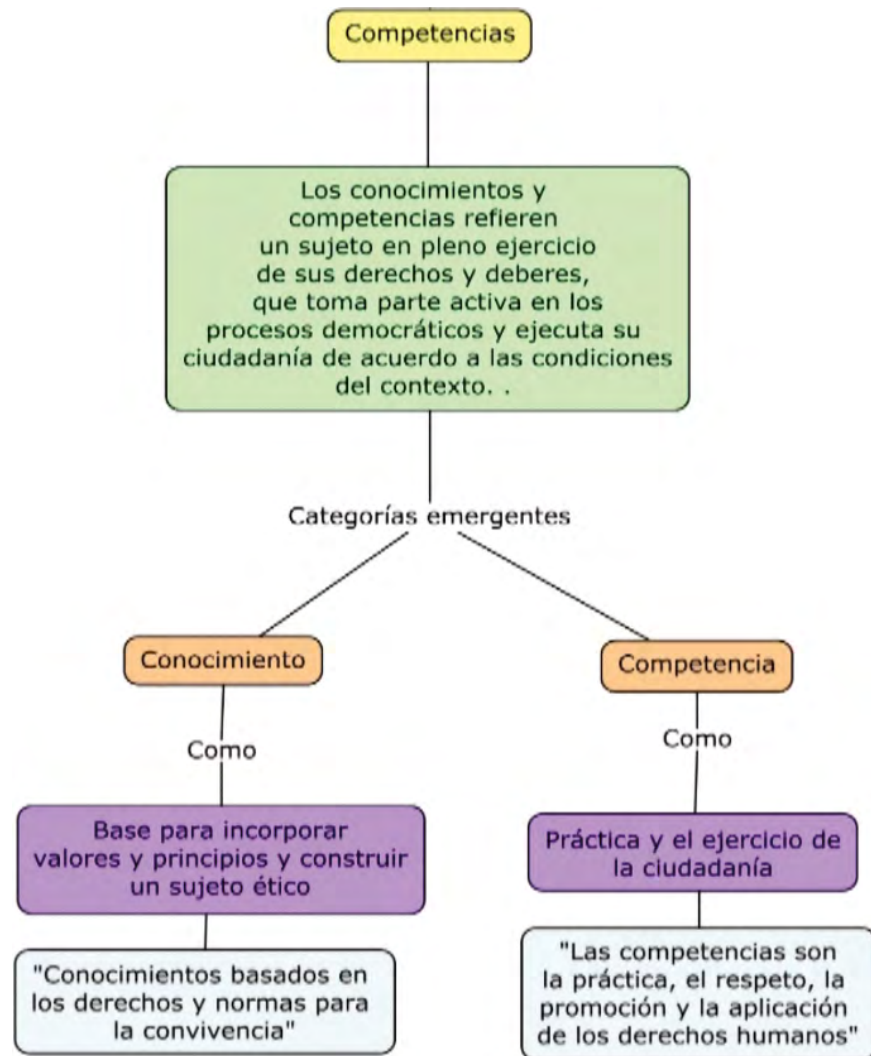 Competencias
Los conocimientos y
competencias refieren
un sujeto en pleno ejercicio
de sus derechos y deberes,
que toma parte activa en los
procesos democráticos y ejecuta su
ciudadanía de acuerdo a las condiciones
del contexto. .
Categorías emergentes
Conocimiento
Como
Base para incorporar
valores y principios y construir
un sujeto ético
"Conocimientos basados en
los derechos y normas para
la convivencia"
Competencia
Como
Práctica y el ejercicio de
la ciudadanía
"Las competencias son
la práctica, el respeto, la
promoción y la aplicación
de los derechos humanos"